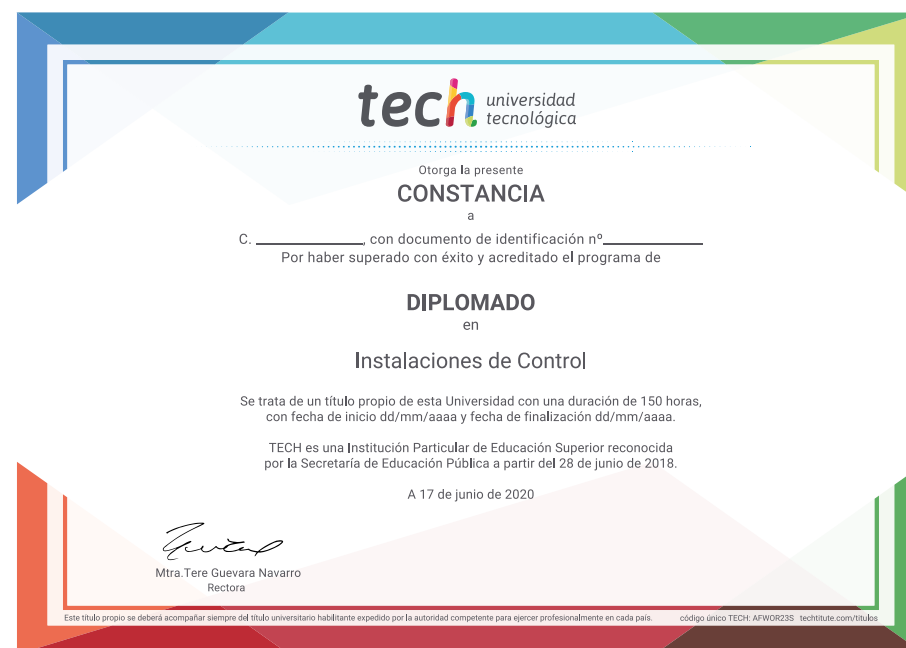 tech universidad
tecnológica
Otorga la presente
CONSTANCIA
a
C. ____________, con documento de identificación nº___________
Por haber superado con éxito y acreditado el programa de
DIPLOMADO
en
Instalaciones de Control
Se trata de un título propio de esta Universidad con una duración de 150 horas,
con fecha de inicio dd/mm/aaaa y fecha de finalización dd/mm/aaaa.
TECH es una Institución Particular de Educación Superior reconocida
por la Secretaría de Educación Pública a partir del 28 de junio de 2018.
A 17 de junio de 2020
Mtra.Tere Guevara Navarro
Rectora
Este título propio se deberá acompañar siempre del título universitario habilitante expedido por la autoridad competente para ejercer profesionalmente en cada país. código único TECH: AFWOR23S techtitute.com/titulos